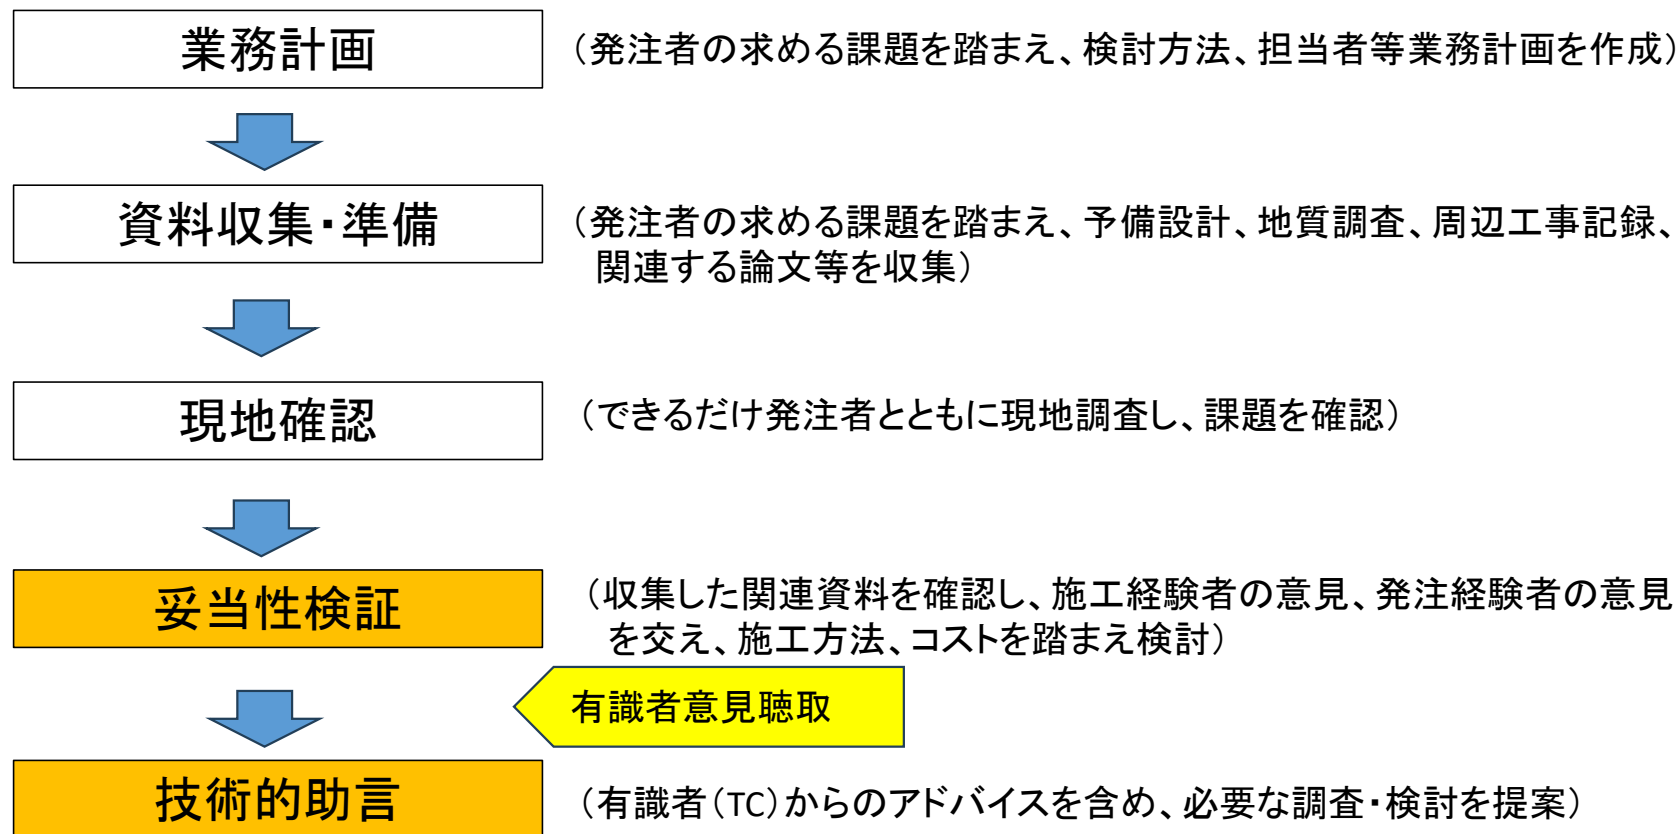 業務計画
（発注者の求める課題を踏まえ、検討方法、担当者等業務計画を作成）
資料収集・準備
（発注者の求める課題を踏まえ、予備設計、地質調査、周辺工事記録、
関連する論文等を収集）
現地確認
（できるだけ発注者とともに現地調査し、課題を確認）
妥当性検証
（収集した関連資料を確認し、施工経験者の意見、発注経験者の意見
を交え、施工方法、コストを踏まえ検討）
有識者意見聴取
技術的助言
（有識者（TC）からのアドバイスを含め、必要な調査・検討を提案）